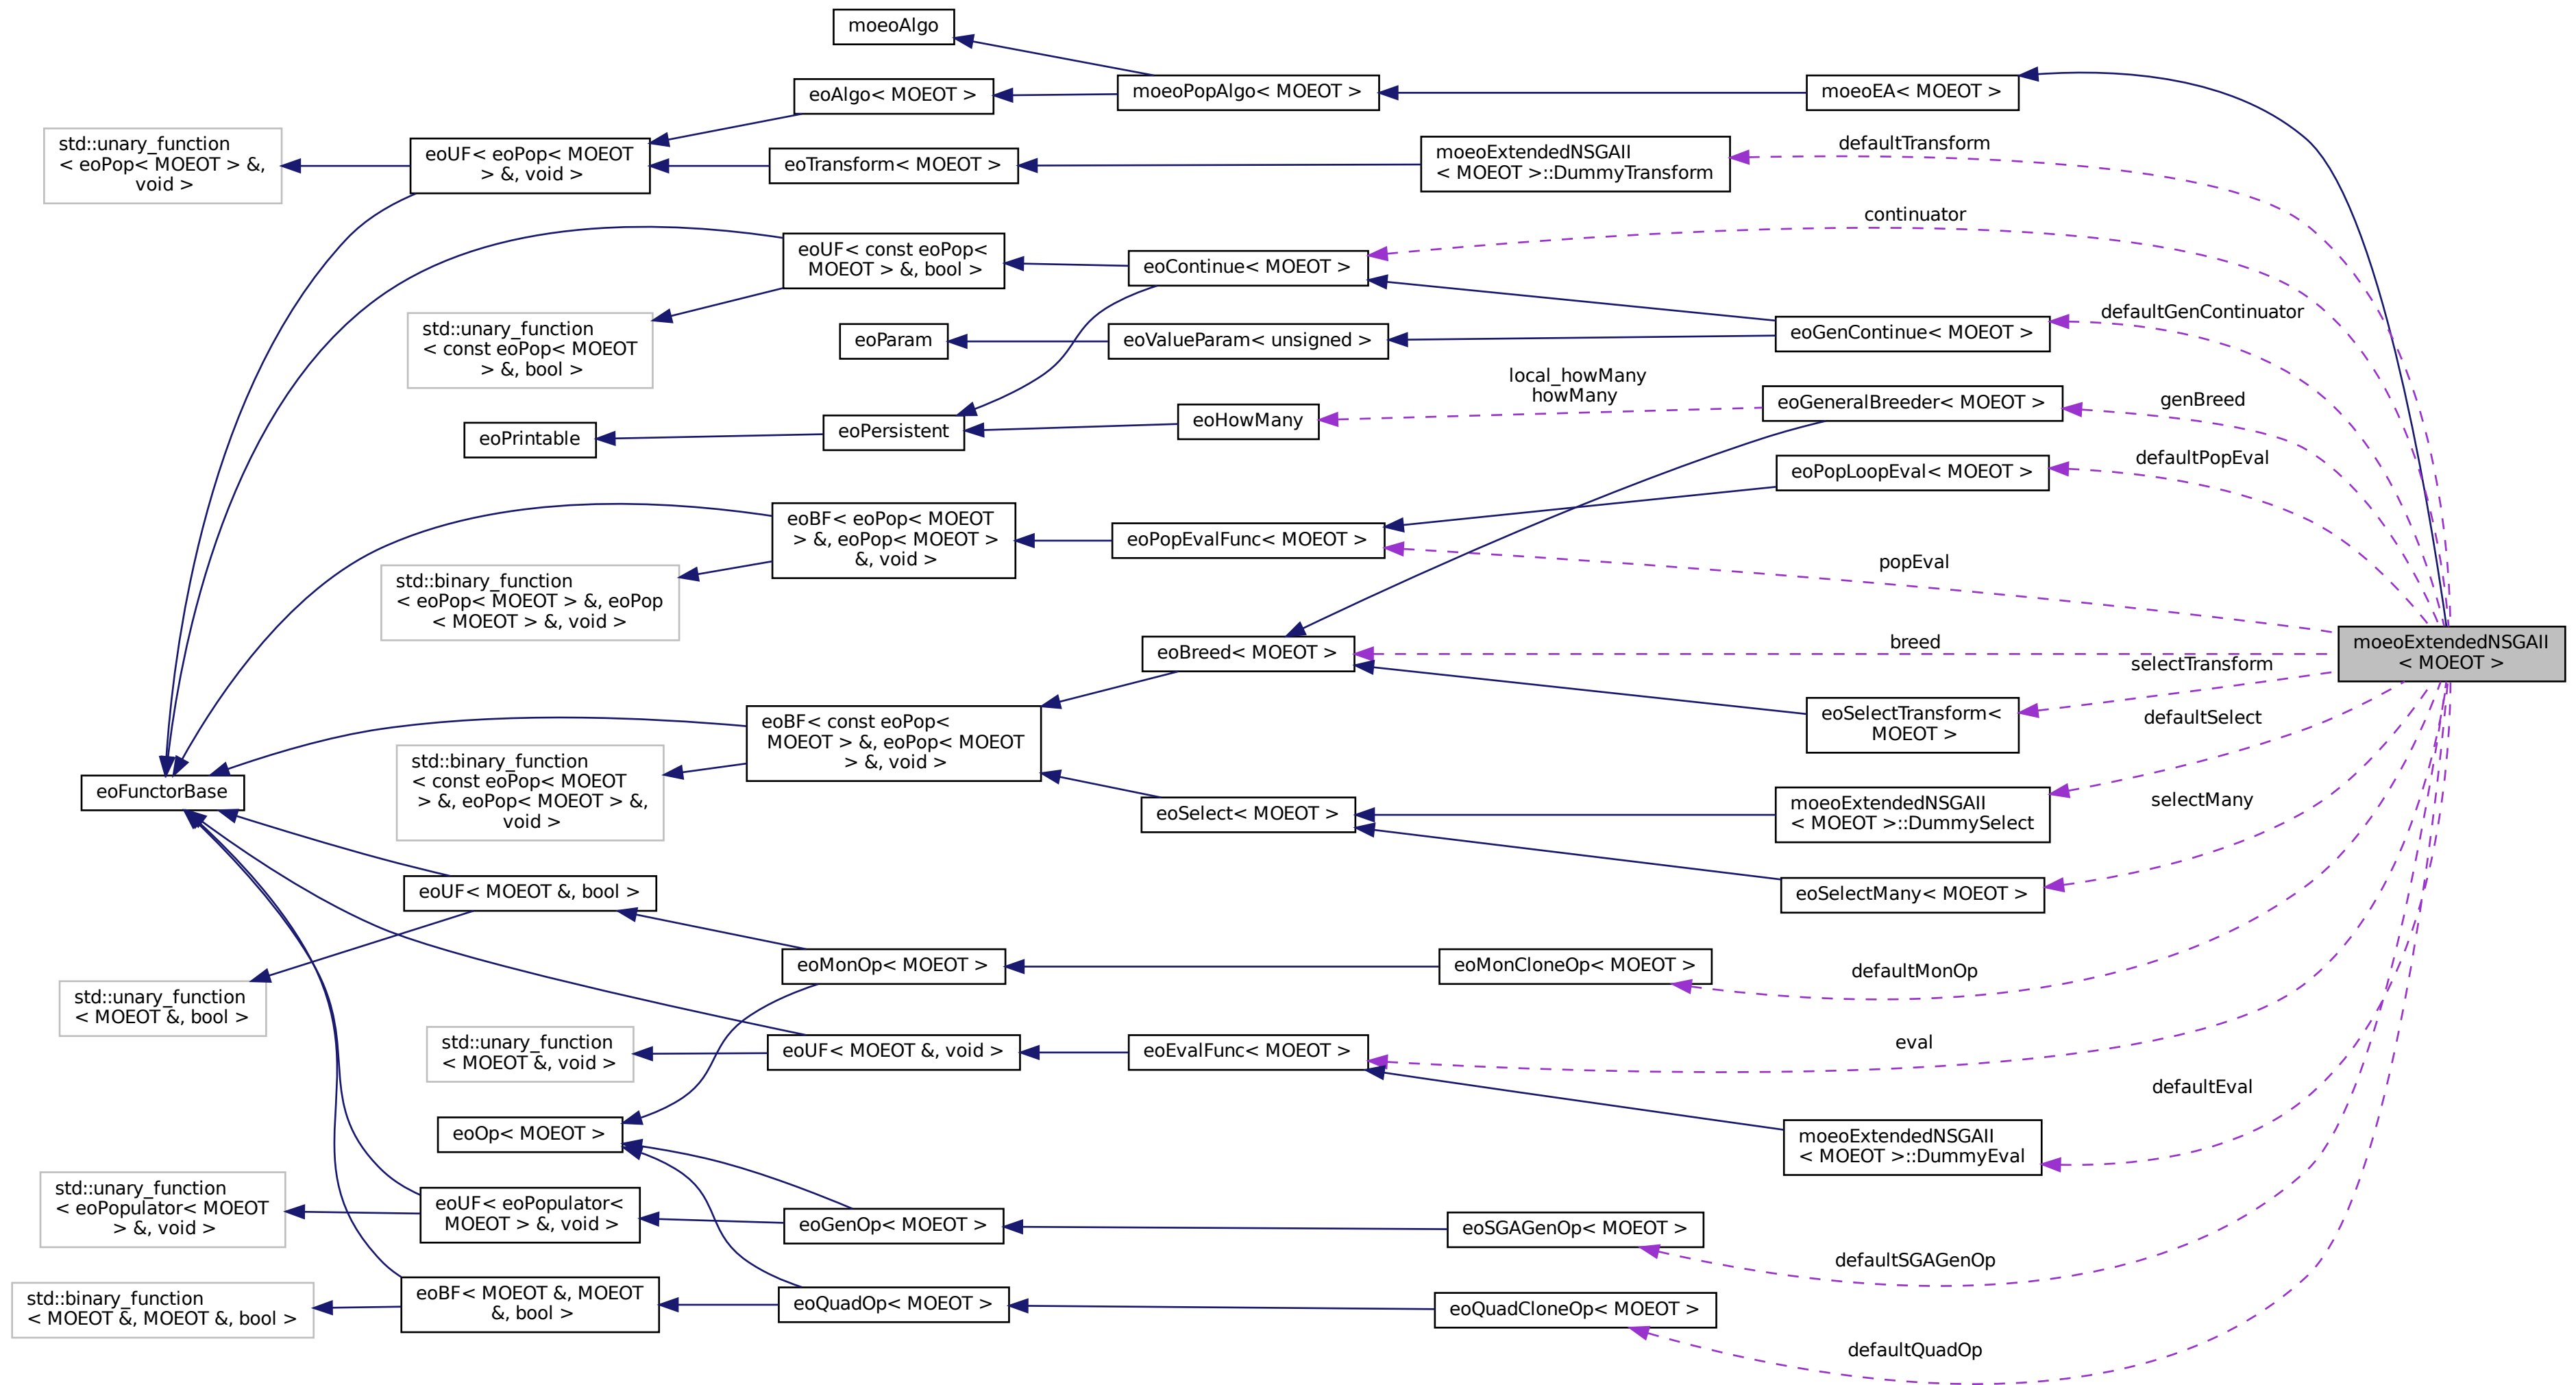 moeoAlgo
eoAlgo< MOEOT >
moeoPopAlgo< MOEOT >
moeoEA< MOEOT >
std::unary_function
< eoPop< MOEOT > &,
void >
eoUF< eoPop< MOEOT
> &, void >
eoTransform< MOEOT >
moeoExtendedNSGAII
< MOEOT >::DummyTransform
defaultTransform
continuator
eoUF< const eoPop<
MOEOT > &, bool >
eoContinue< MOEOT >
std::unary_function
< const eoPop< MOEOT
> &, bool >
eoParam
eoValueParam< unsigned >
eoGenContinue< MOEOT >
defaultGenContinuator
local_howMany
howMany
eoGeneralBreeder< MOEOT >
genBreed
eoPrintable
eoPersistent
eoHowMany
eoPopLoopEval< MOEOT >
defaultPopEval
eoBF< eoPop< MOEOT
> &, eoPop< MOEOT >
&, void >
eoPopEvalFunc< MOEOT >
popEval
std::binary_function
< eoPop< MOEOT > &, eoPop
< MOEOT > &, void >
eoBreed< MOEOT >
breed
moeoExtendedNSGAII
< MOEOT >
selectTransform
eoSelectTransform<
MOEOT >
defaultSelect
eoBF< const eoPop<
MOEOT > &, eoPop< MOEOT
> &, void >
std::binary_function
< const eoPop< MOEOT
> &, eoPop< MOEOT > &,
void >
eoFunctorBase
eoSelect< MOEOT >
moeoExtendedNSGAII
< MOEOT >::DummySelect
selectMany
eoSelectMany< MOEOT >
eoUF< MOEOT &, bool >
eoMonOp< MOEOT >
eoMonCloneOp< MOEOT >
defaultMonOp
std::unary_function
< MOEOT &, bool >
std::unary_function
< MOEOT &, void >
eoUF< MOEOT &, void >
eoEvalFunc< MOEOT >
eval
defaultEval
eoOp< MOEOT >
moeoExtendedNSGAII
< MOEOT >::DummyEval
std::unary_function
< eoPopulator< MOEOT
> &, void >
eoUF< eoPopulator<
MOEOT > &, void >
eoGenOp< MOEOT >
eoSGAGenOp< MOEOT >
defaultSGAGenOp
std::binary_function
< MOEOT &, MOEOT &, bool >
eoBF< MOEOT &, MOEOT
&, bool >
eoQuadOp< MOEOT >
eoQuadCloneOp< MOEOT >
defaultQuadOp